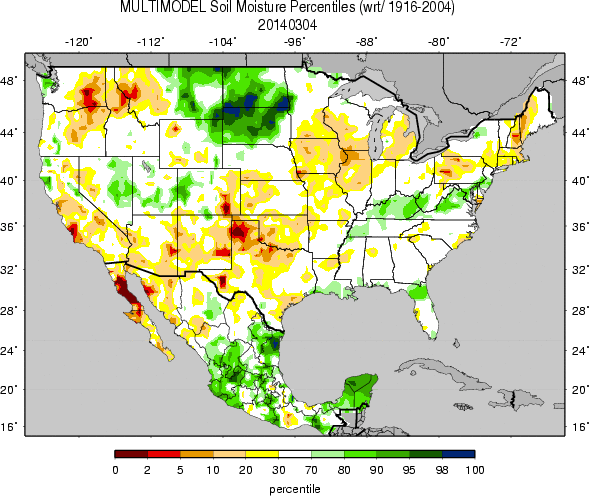 MULTIMODEL Soil Moisture Percentiles (wrt/ 1916-2004)
20140304
-120° -112° -104° -96° -88° -80° -72°
48° 48°
44° 44°
40° 40°
36° 36°
32° 32°
28° 28°
24° 24°
20° 20°
16° 16°
0 2 5 10 20 30 70 80 90 95 98 100
percentile